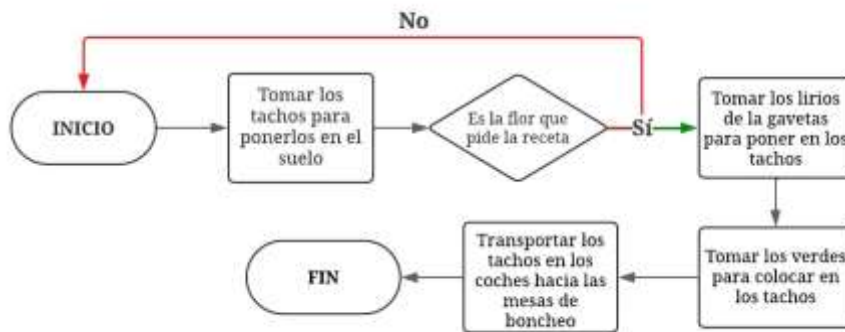 No
INICIO
Tomar los
tachos para
ponerlos en el
suelo
Es la flor que
pide la receta
Sí
Tomar los lirios
de la gavetas
para poner en los
tachos
Tomar los verdes
para colocar en
los tachos
Transportar los
tachos en los
coches hacia las
mesas de
boncheo
FIN